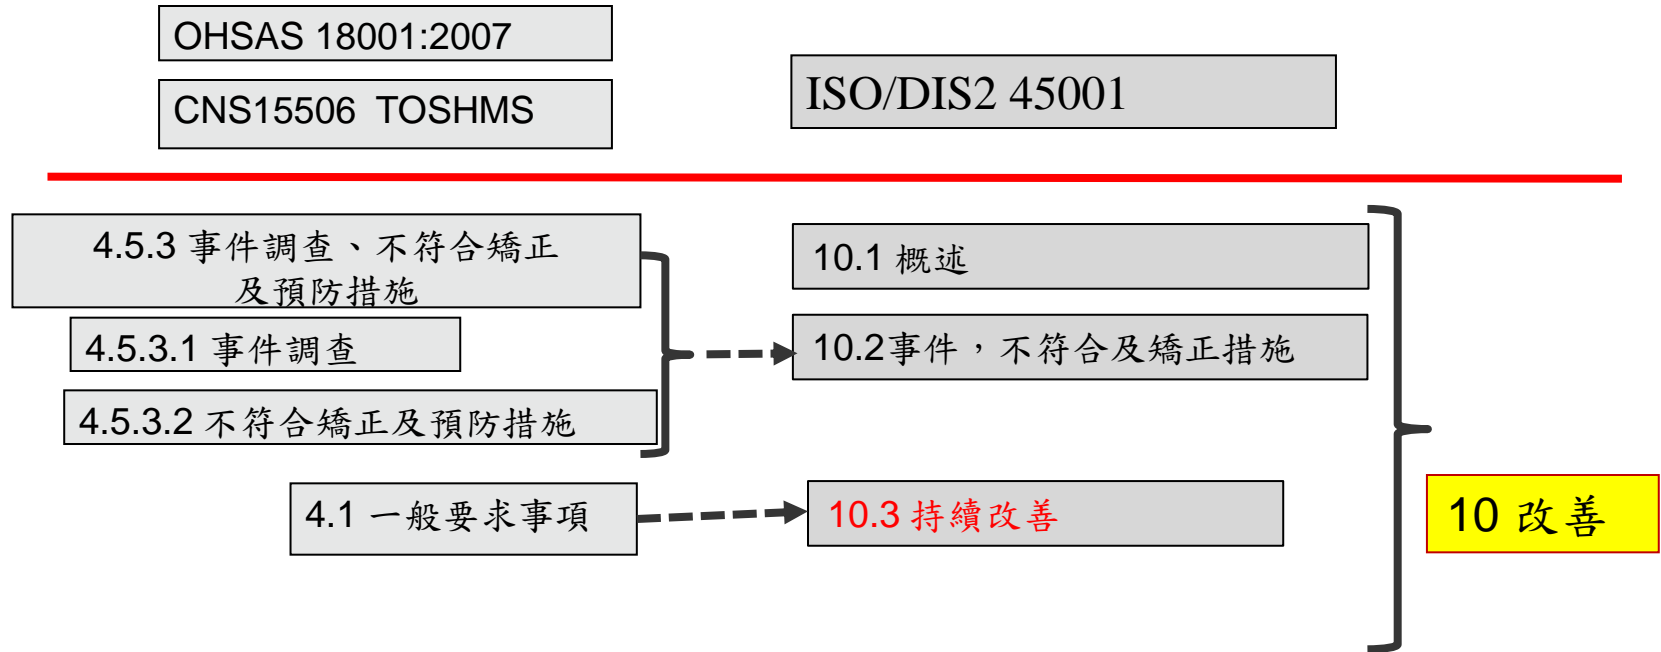 OHSAS 18001:2007
CNS15506 TOSHMS
ISO/DIS2 45001
4.5.3 事件調查、不符合矯正
及預防措施
4.5.3.1 事件調查
4.5.3.2 不符合矯正及預防措施
4.1 一般要求事項
10.1 概述
10.2事件，不符合及矯正措施
10.3 持續改善
10 改善